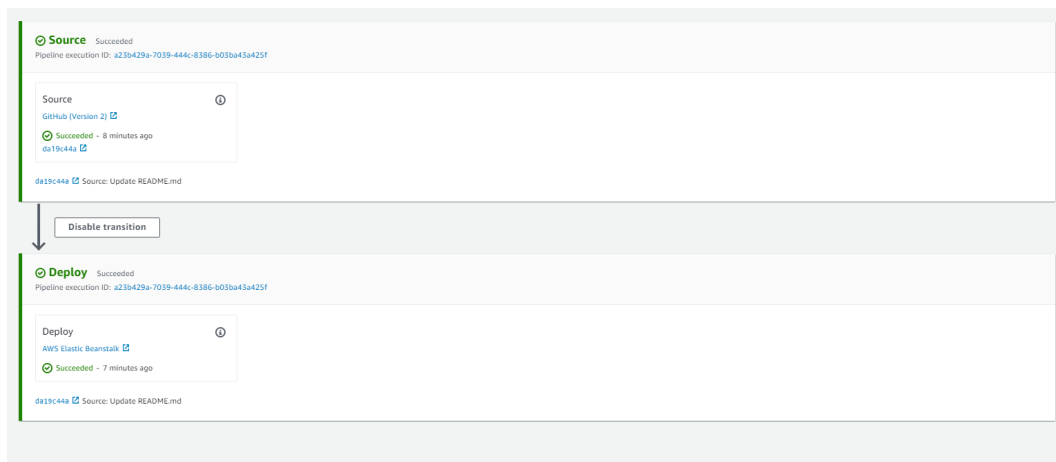 Source Succeeded
Pipeline execution ID: a23b429a-7039-444c-8386-b03ba43a425f
Source
GitHub (Version 2)
Succeeded - 8 minutes ago
da19c44a
da19c44a Source: Update README.md
Disable transition
Deploy Succeeded
Pipeline execution ID: a23b429a-7039-444c-8386-b03ba43a425f
Deploy
AWS Elastic Beanstalk
Succeeded - 7 minutes ago
da19c44a Source: Update README.md